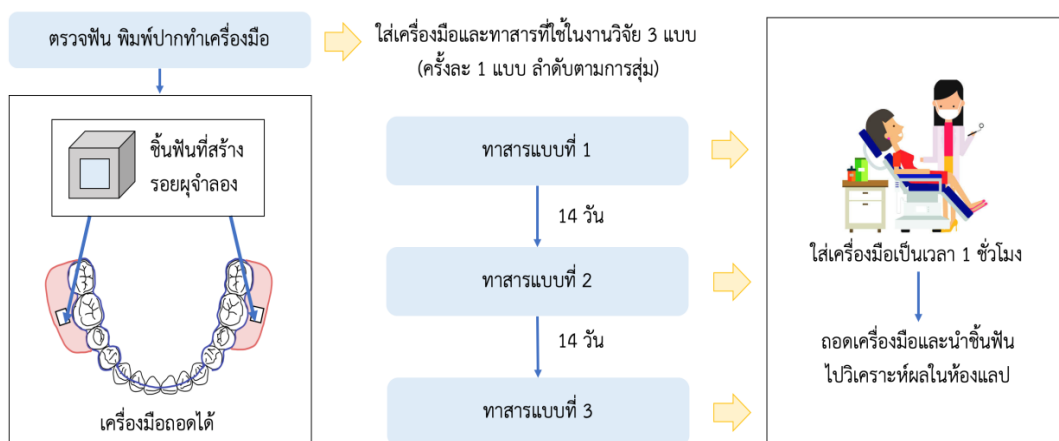 ตรวจฟัน พิมพ์ปากทำเครื่องมือ
ชิ้นฟันที่สร้าง
รอยผุจำลอง
เครื่องมือถอดได้
ใส่เครื่องมือและทาสารที่ใช้ในงานวิจัย 3 แบบ
(ครั้งละ 1 แบบ ลำดับตามการสุ่ม)
ทาสารแบบที่ 1
14 วัน
ทาสารแบบที่ 2
14 วัน
ทาสารแบบที่ 3
ใส่เครื่องมือเป็นเวลา 1 ชั่วโมง
ถอดเครื่องมือและนำชิ้นฟัน
ไปวิเคราะห์ผลในห้องแลป